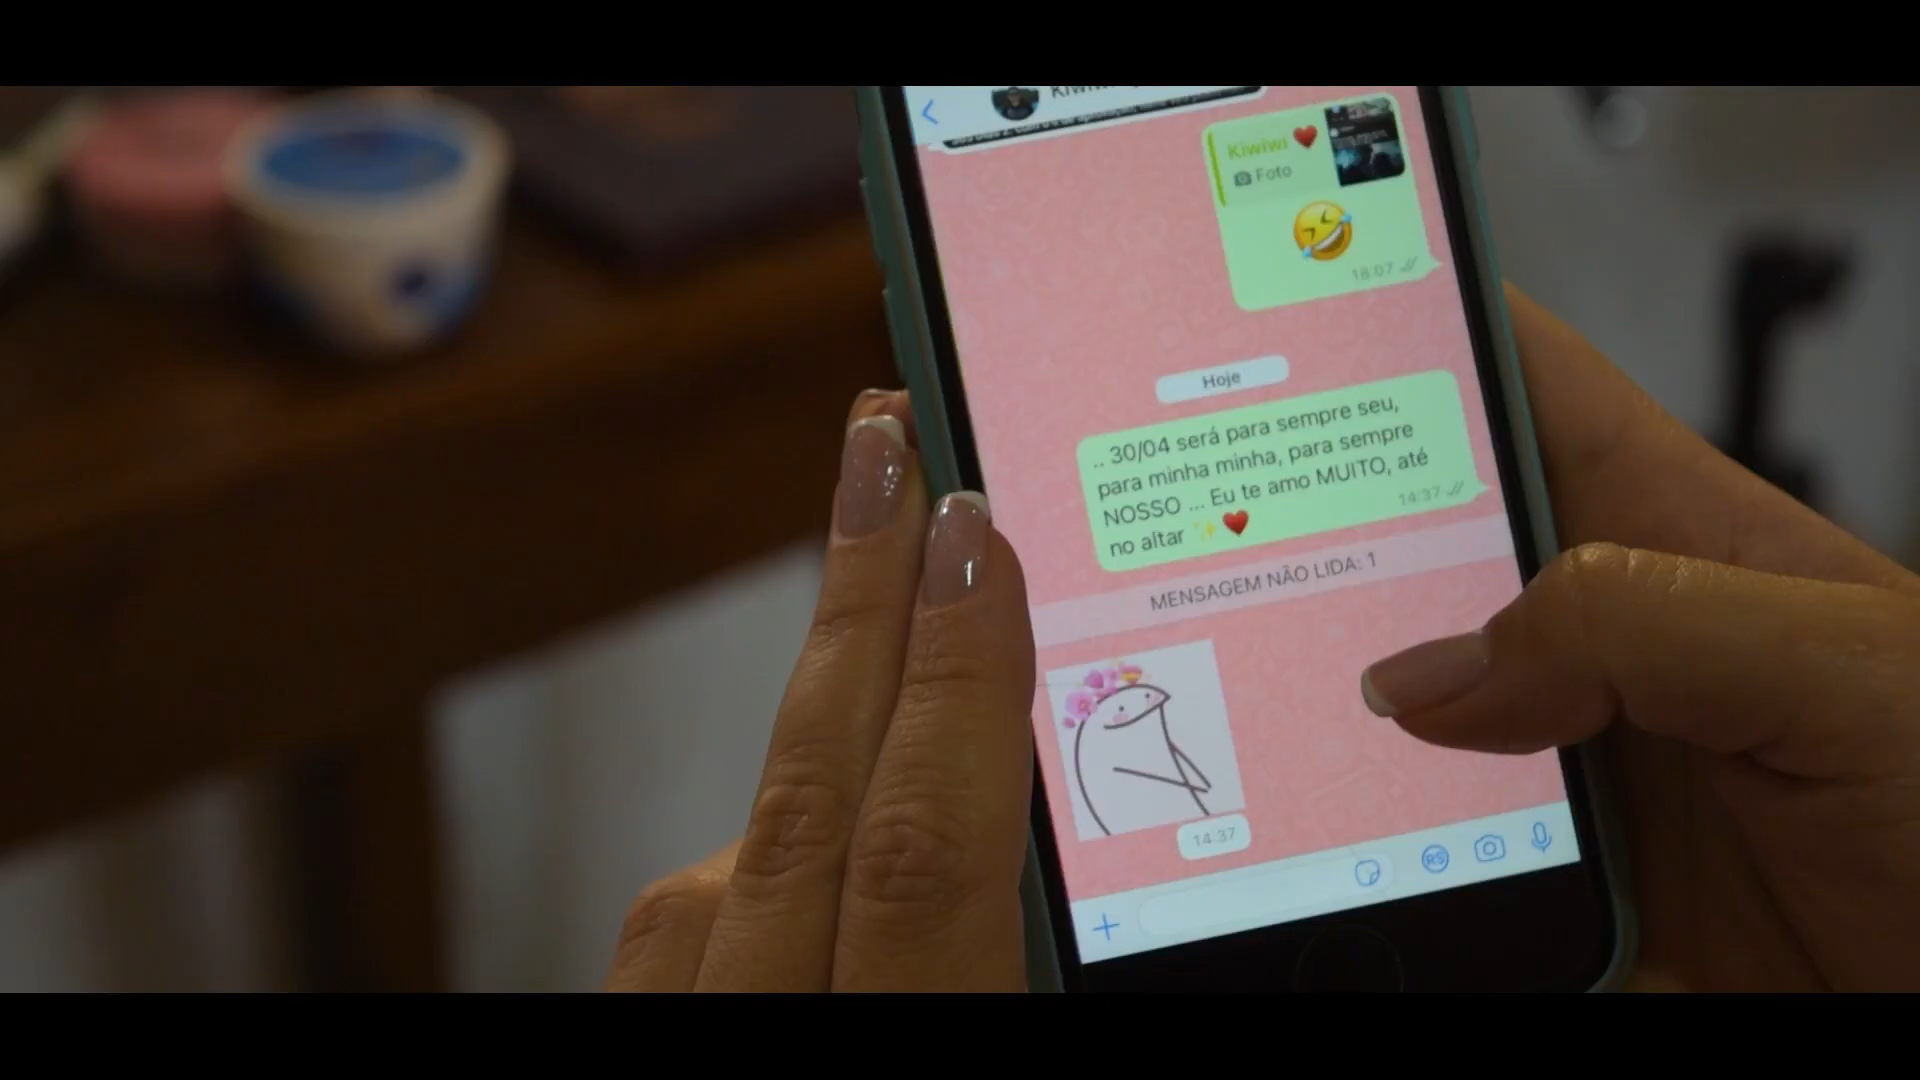 Kiwiwi ❤️
Foto
🤣
18:07
Hoje
.. 30/04 será para sempre seu,
para minha minha, para sempre
NOSSO ... Eu te amo MUITO, até
no altar ✨❤️
14:37
MENSAGEM NÃO LIDA: 1
14:37
R$